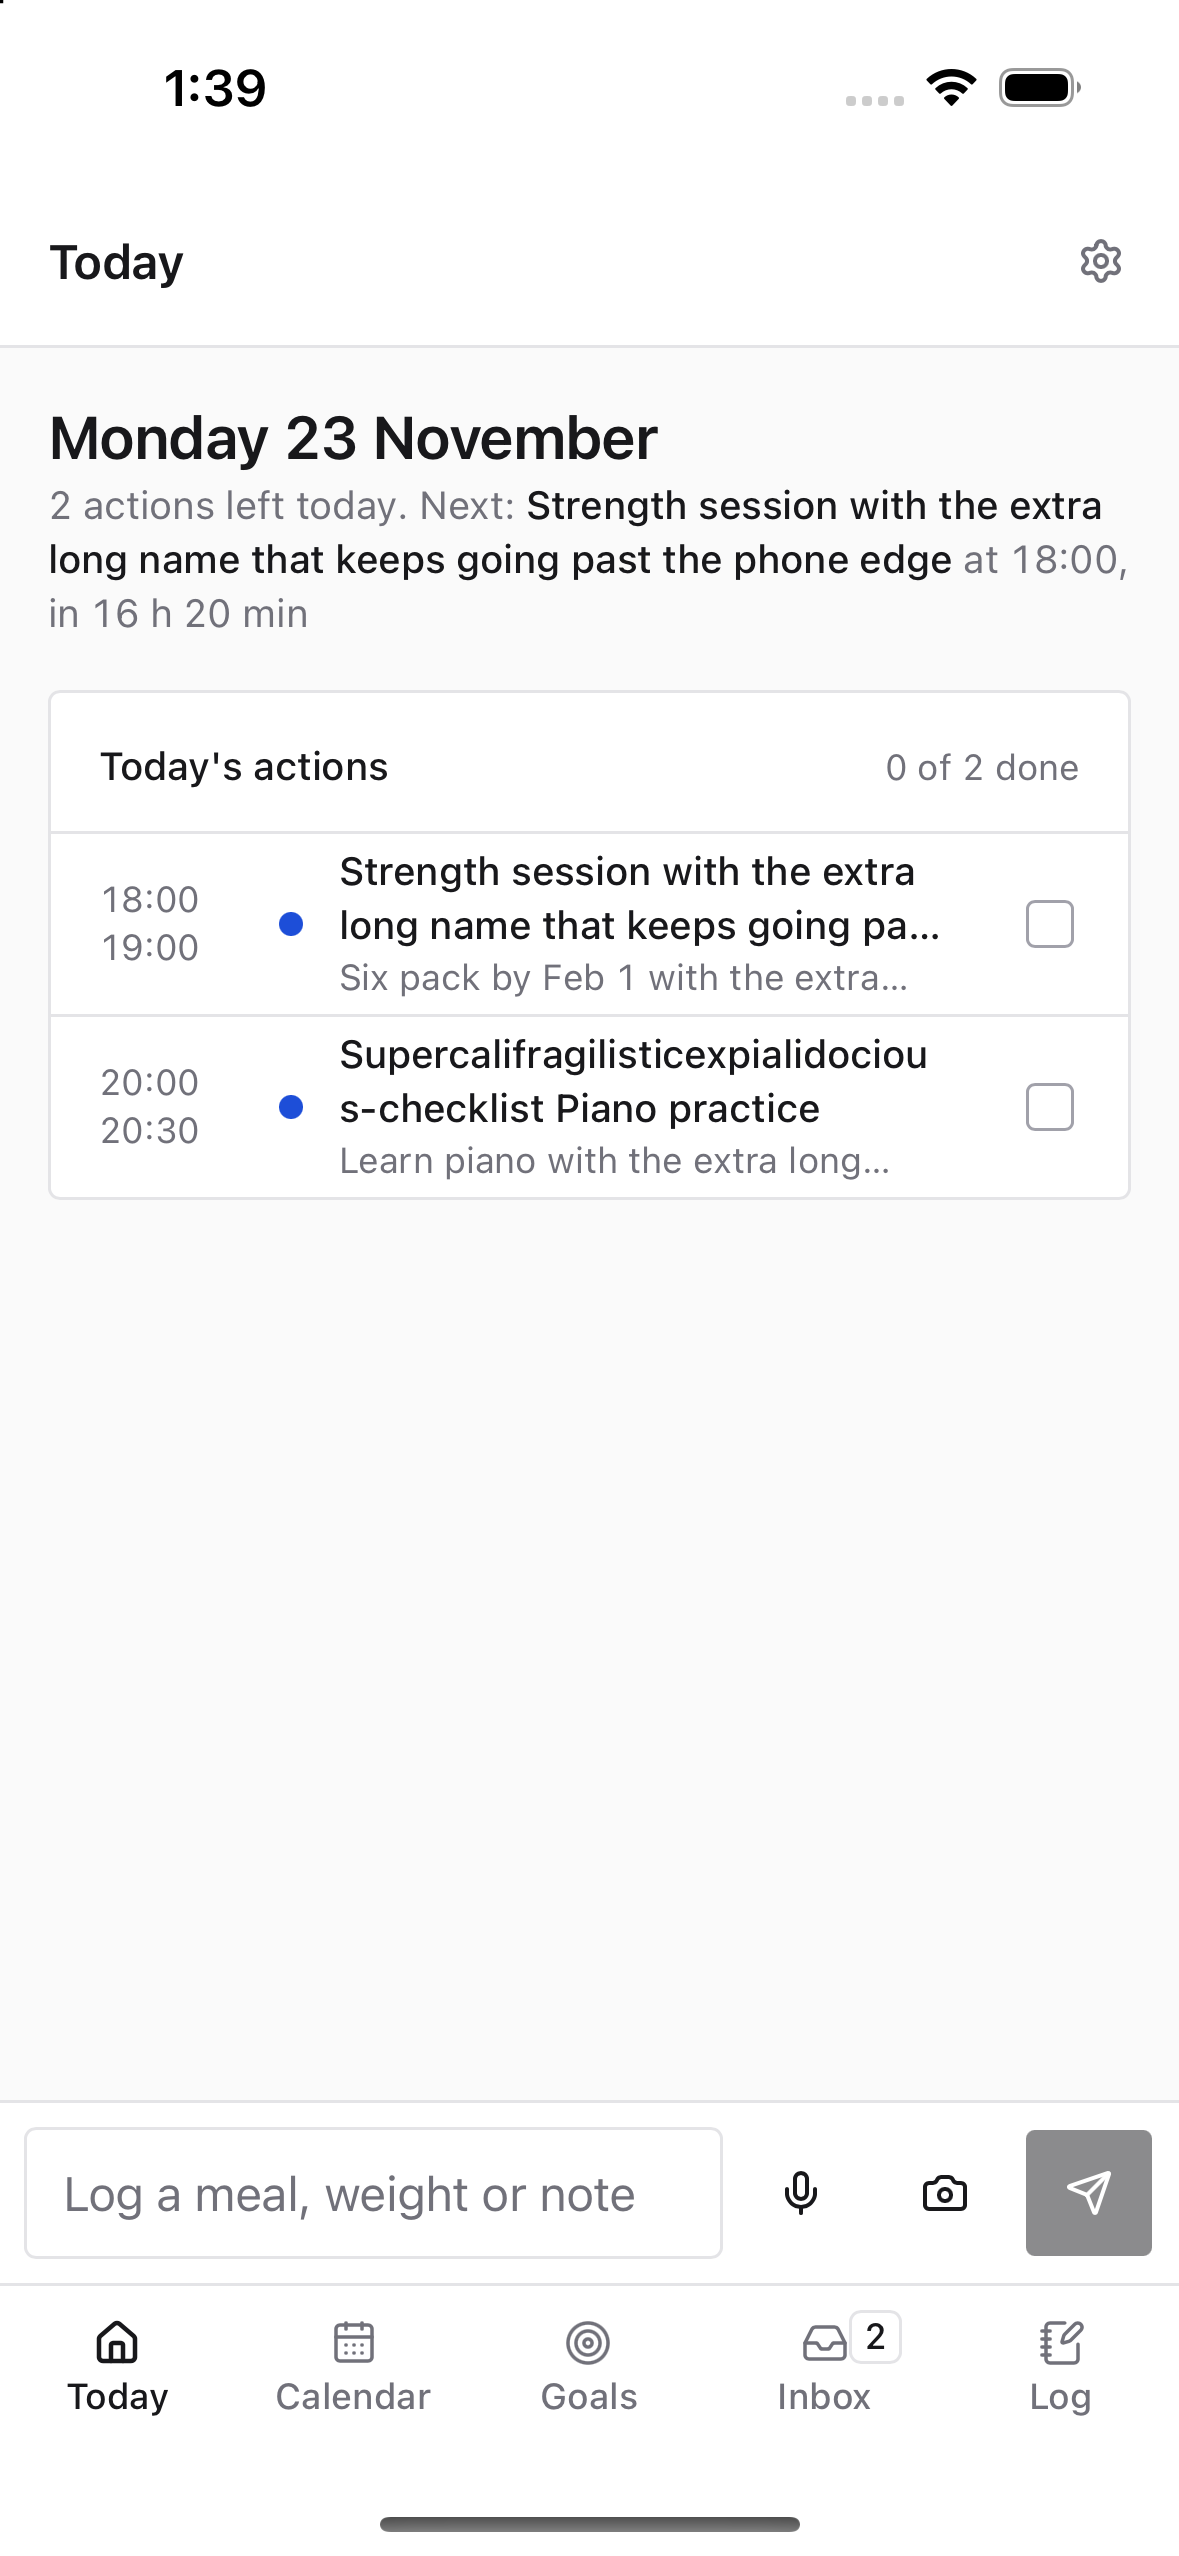 1:39
Today
Monday 23 November
2 actions left today. Next: Strength session with the extra
long name that keeps going past the phone edge at 18:00,
in 16 h 20 min
Today's actions
0 of 2 done
18:00
19:00
Strength session with the extra
long name that keeps going pa...
Six pack by Feb 1 with the extra...
20:00
20:30
Supercalifragilisticexpialidociou
s-checklist Piano practice
Learn piano with the extra long...
Log a meal, weight or note
2
Today
Calendar
Goals
Inbox
Log